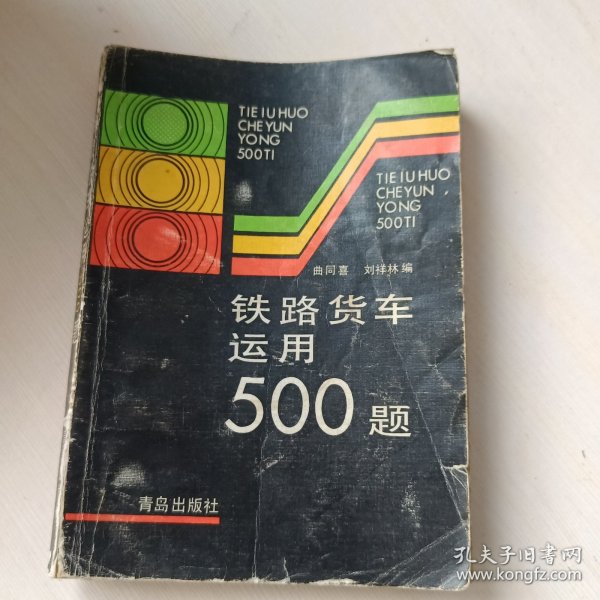 TIE IU HUO
CHE YUN
YONG
500TI
TIE IU HUO
CHE YUN
YONG
500TI
曲同喜 刘祥林编
铁路货车
运用
500题
青岛出版社
孔夫子旧书网
www.kongfz.com